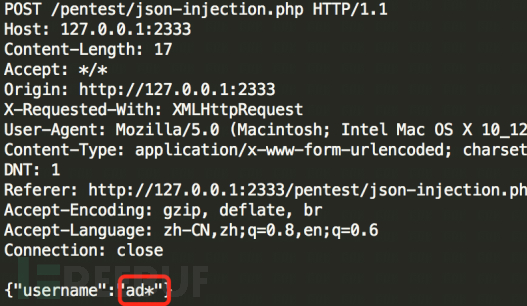 POST /pentest/json-injection.php HTTP/1.1
Host: 127.0.0.1:2333
Content-Length: 17
Accept: */*
Origin: http://127.0.0.1:2333
X-Requested-With: XMLHttpRequest
User-Agent: Mozilla/5.0 (Macintosh; Intel Mac OS X 10_12
Content-Type: application/x-www-form-urlencoded; charset
DNT: 1
Referer: http://127.0.0.1:2333/pentest/json-injection.ph
Accept-Encoding: gzip, deflate, br
Accept-Language: zh-CN,zh;q=0.8,en;q=0.6
Connection: close
{"username":"ad*"}